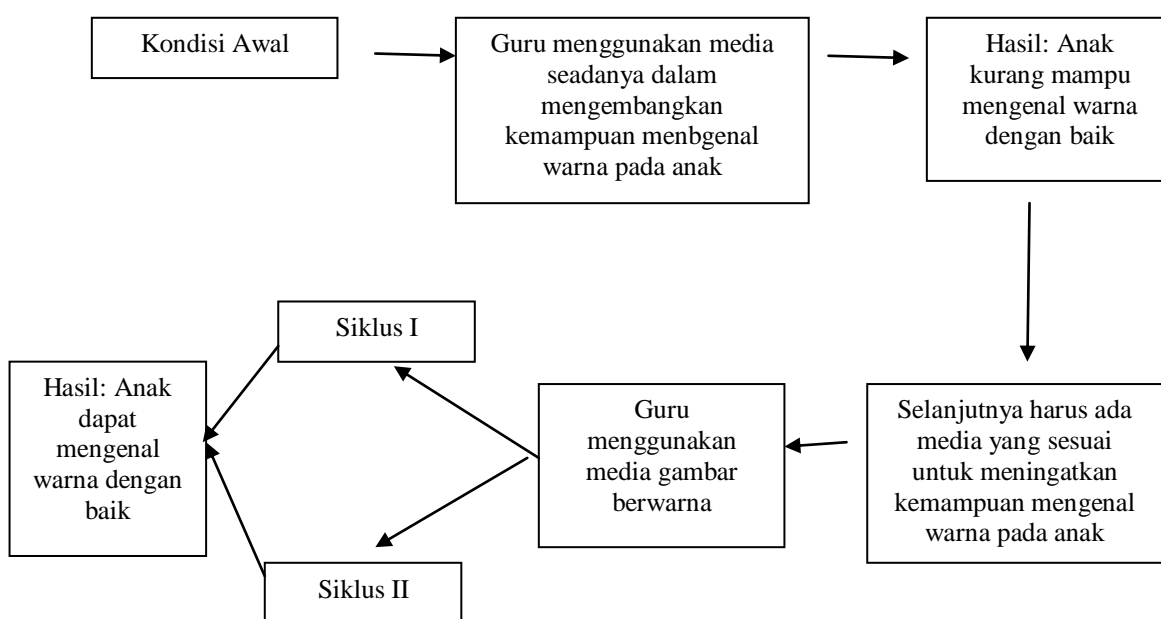 Kondisi Awal
Guru menggunakan media
seadanya dalam
mengembangkan
kemampuan menbgenal
warna pada anak
Hasil: Anak
kurang mampu
mengenal warna
dengan baik
Selanjutnya harus ada
media yang sesuai
untuk meningatkan
kemampuan mengenal
warna pada anak
Guru
menggunakan
media gambar
berwarna
Siklus I
Siklus II
Hasil: Anak
dapat
mengenal
warna dengan
baik